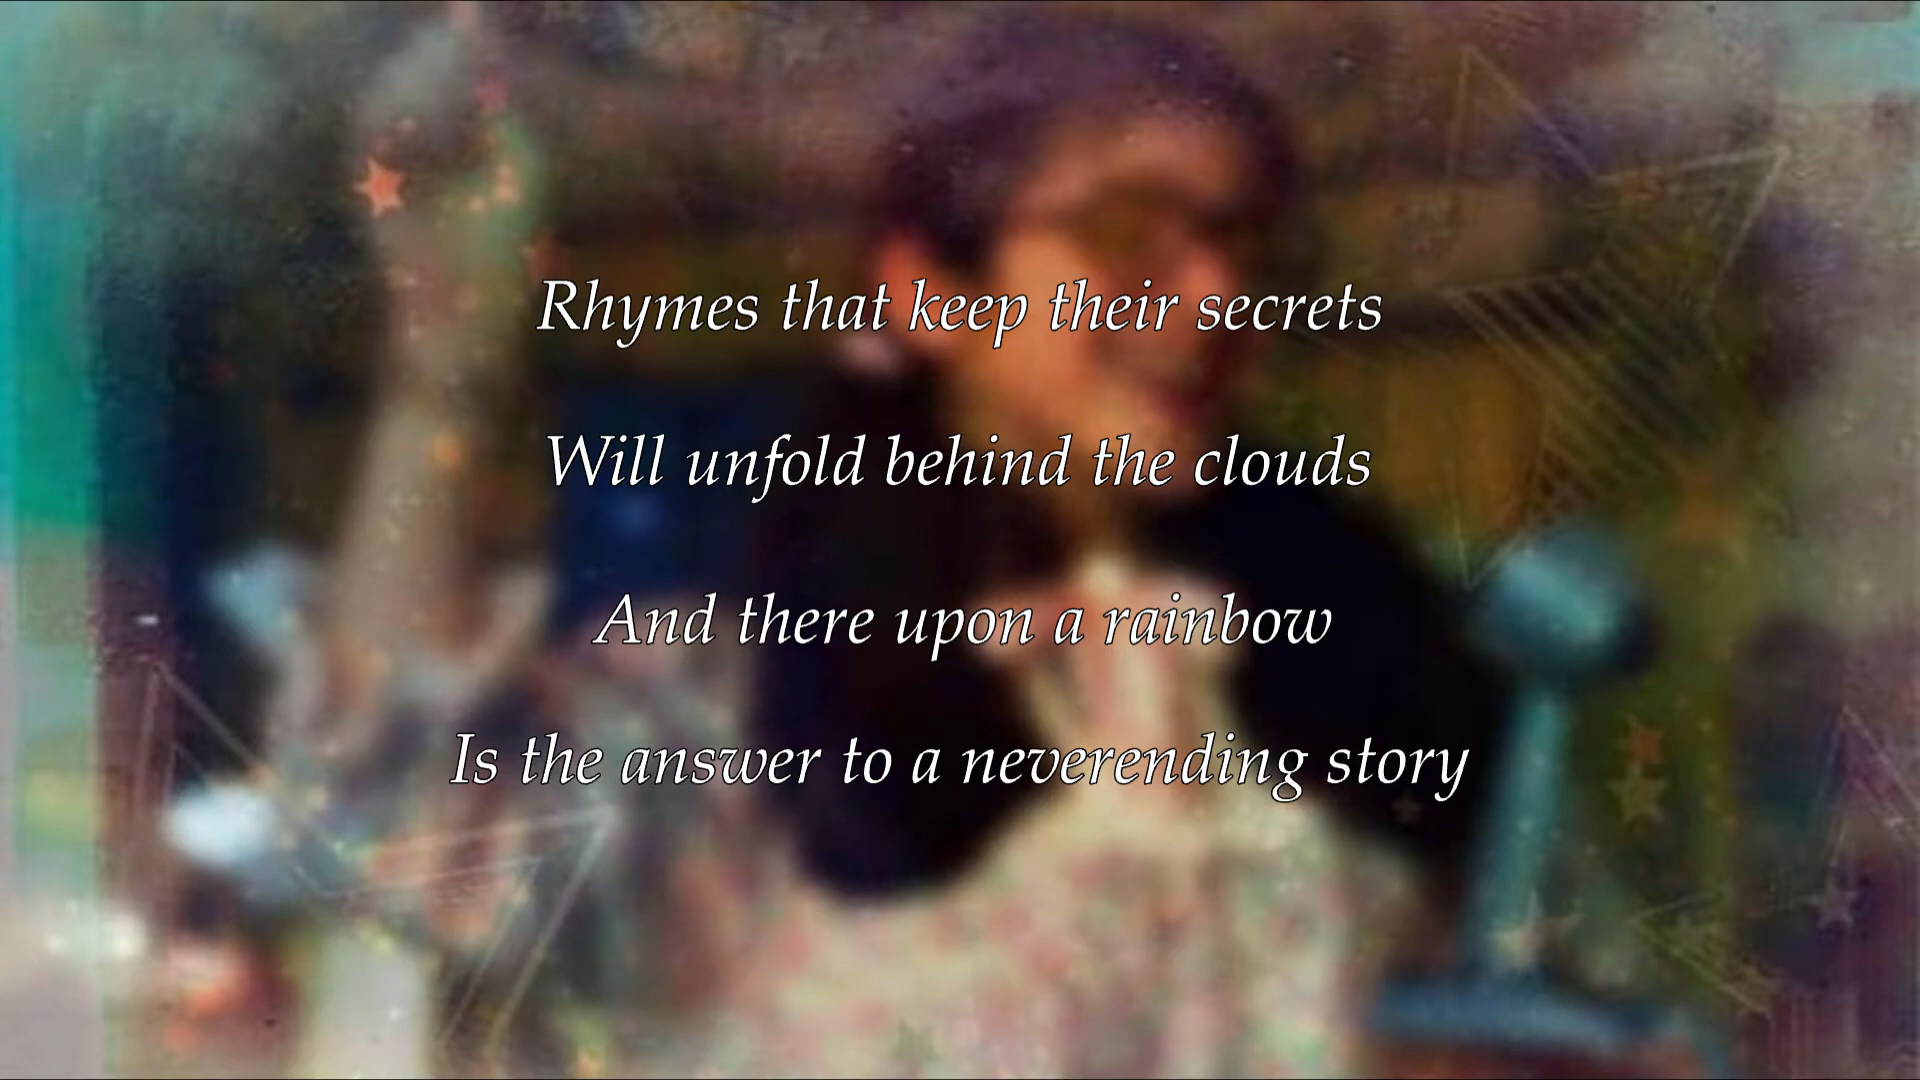 Rhymes that keep their secrets
Will unfold behind the clouds
And there upon a rainbow
Is the answer to a neverending story